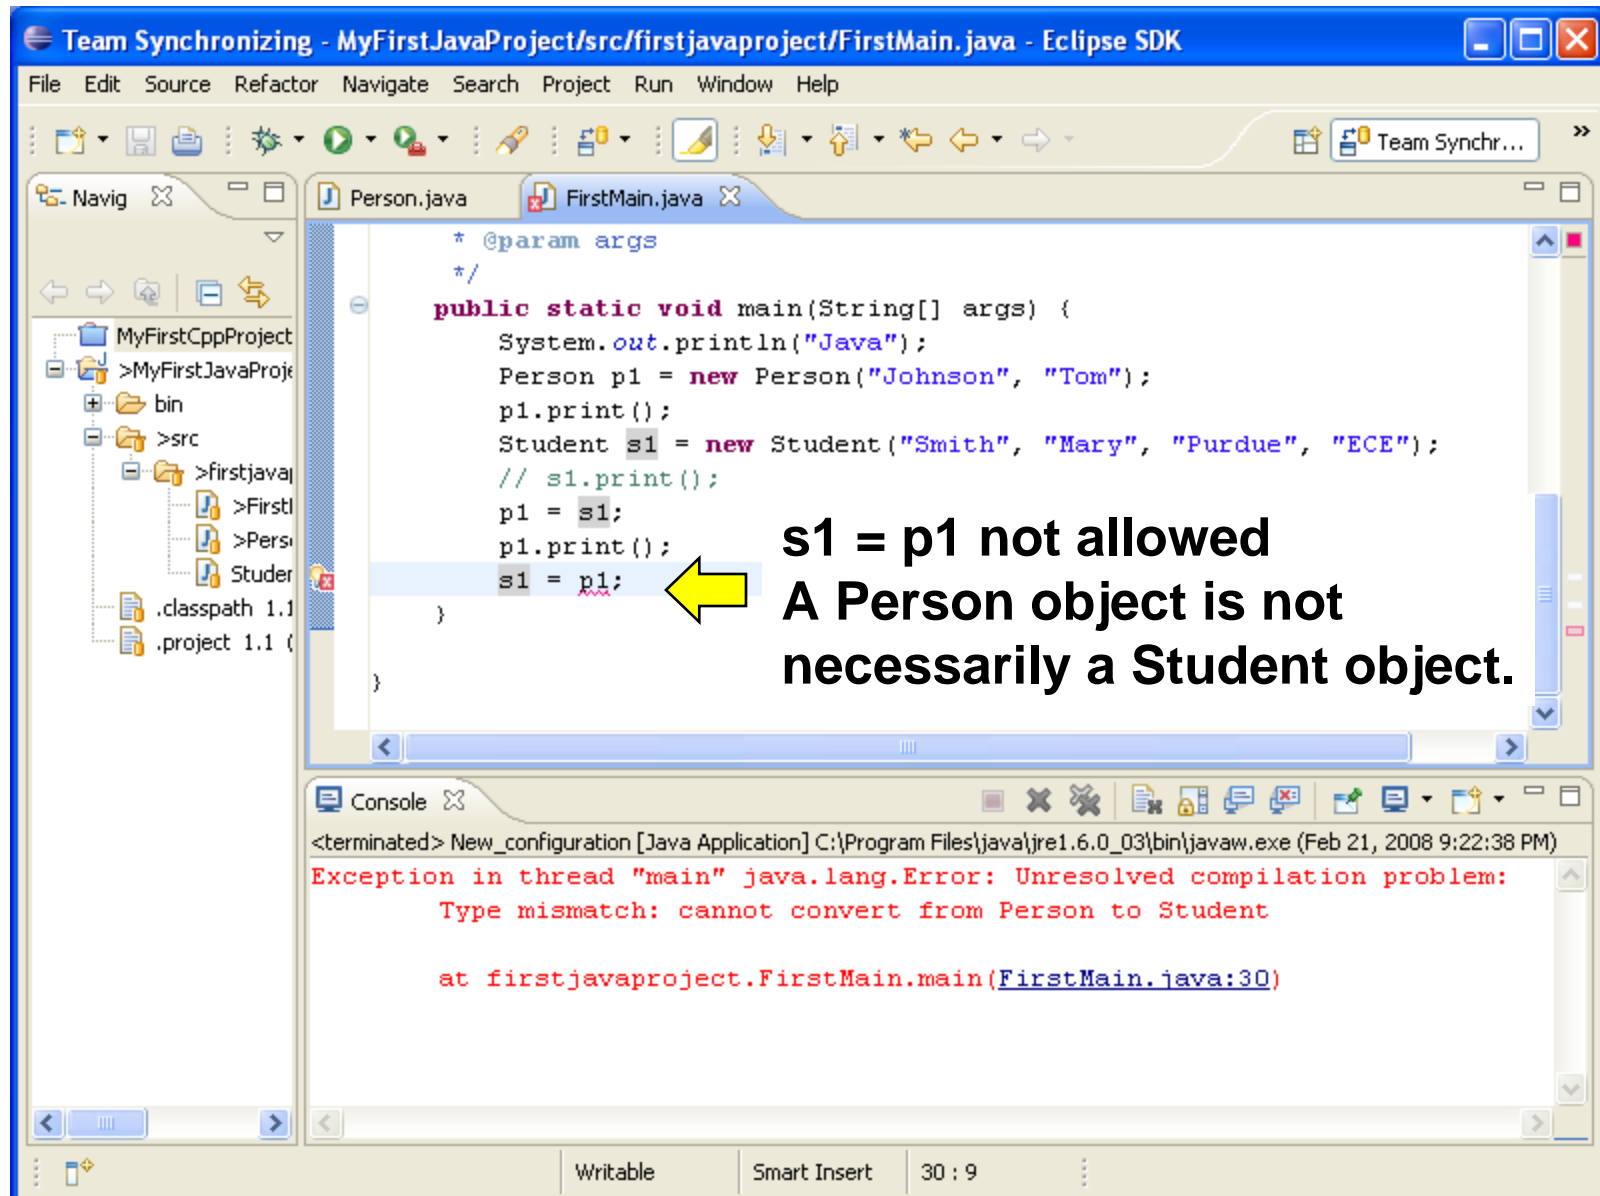 Team Synchronizing - MyFirstJavaProject/src/firstjavaproject/FirstMain.java - Eclipse SDK
File Edit Source Refactor Navigate Search Project Run Window Help
Team Synchr... »
Navig
Person.java
FirstMain.java
MyFirstCppProject
>MyFirstJavaProje
bin
>src
>firstjavap
>FirstM
>Perso
Studen
.classpath 1.1
.project 1.1 (
* @param args
*/
public static void main(String[] args) {
System.out.println("Java");
Person p1 = new Person("Johnson", "Tom");
p1.print();
Student s1 = new Student("Smith", "Mary", "Purdue", "ECE");
// s1.print();
p1 = s1;
p1.print();
s1 = p1;
}
}
s1 = p1 not allowed
A Person object is not
necessarily a Student object.
Console
<terminated> New_configuration [Java Application] C:\Program Files\java\jre1.6.0_03\bin\javaw.exe (Feb 21, 2008 9:22:38 PM)
Exception in thread "main" java.lang.Error: Unresolved compilation problem:
Type mismatch: cannot convert from Person to Student
at firstjavaproject.FirstMain.main(FirstMain.java:30)
Writable
Smart Insert
30 : 9